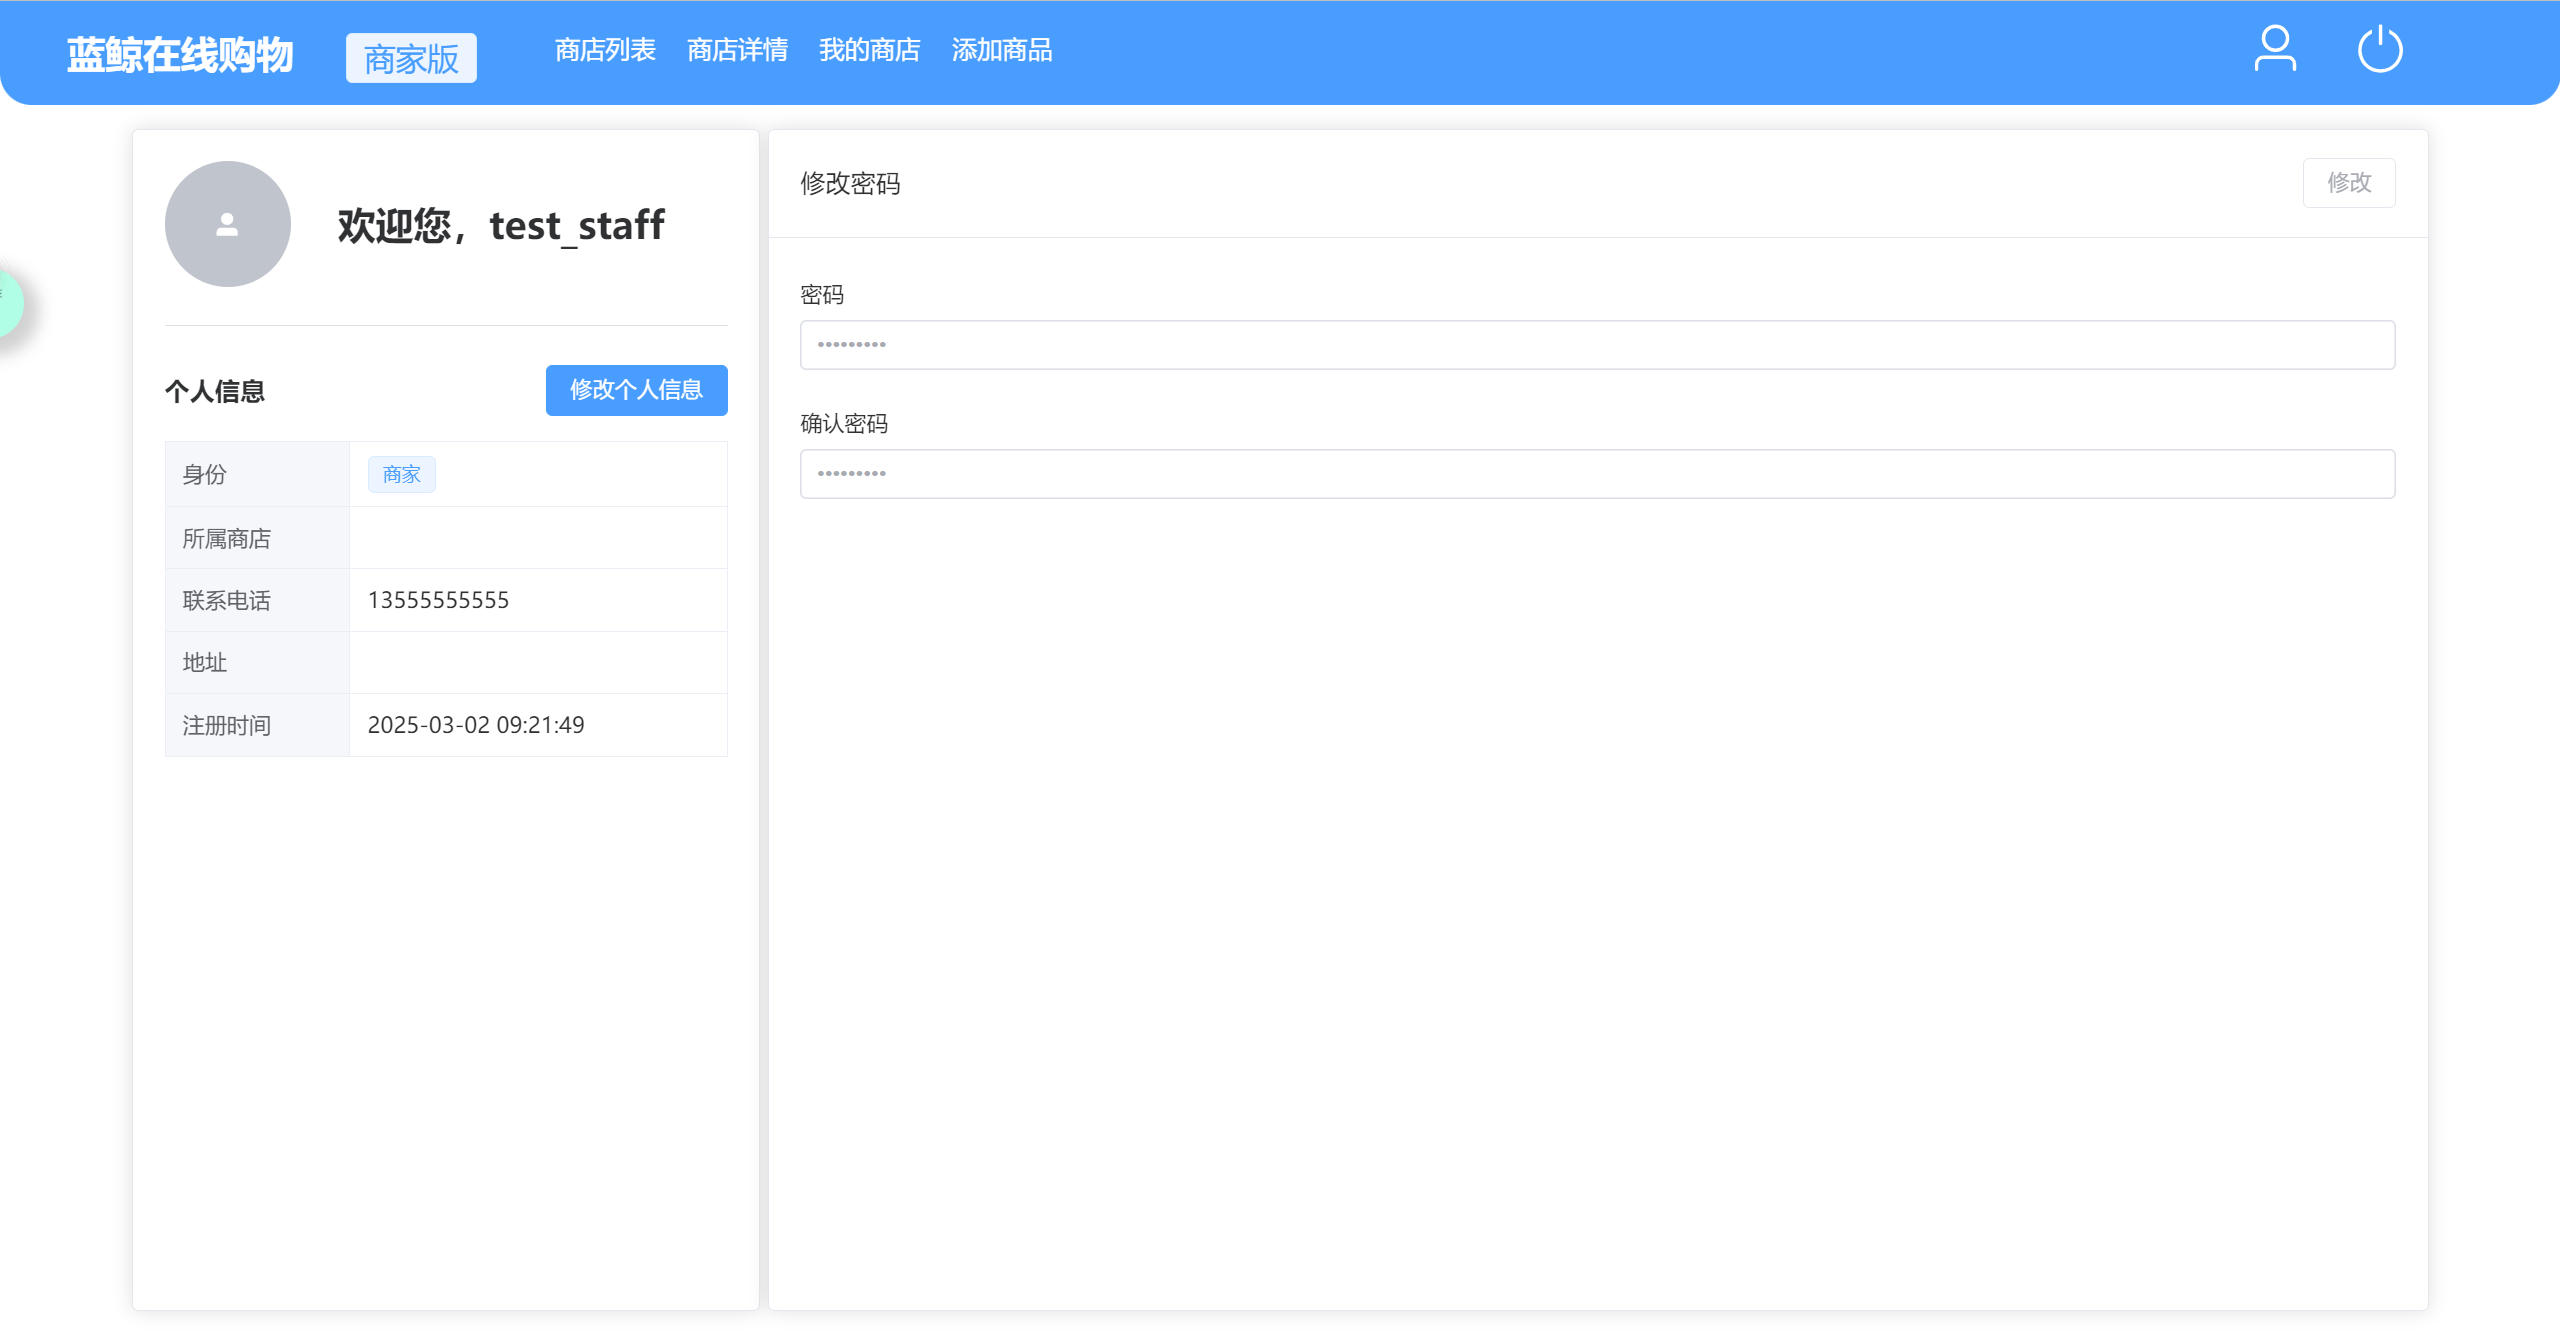 蓝鲸在线购物 商家版 商店列表 商店详情 我的商店 添加商品
欢迎您，test_staff
个人信息 修改个人信息
身份 商家
所属商店
联系电话 13555555555
地址
注册时间 2025-03-02 09:21:49
修改密码 修改
密码
•••••••••
确认密码
•••••••••